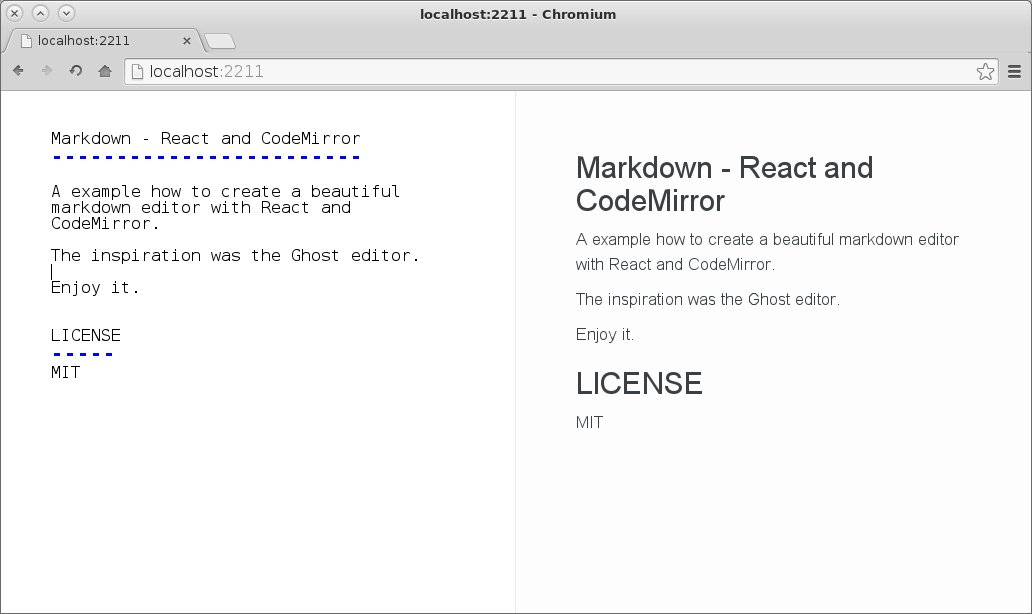 localhost:2211 - Chromium
localhost:2211
localhost:2211
Markdown - React and CodeMirror
------------------------
A example how to create a beautiful
markdown editor with React and
CodeMirror.
The inspiration was the Ghost editor.
Enjoy it.
LICENSE
-----
MIT
Markdown - React and
CodeMirror
A example how to create a beautiful markdown editor
with React and CodeMirror.
The inspiration was the Ghost editor.
Enjoy it.
LICENSE
MIT